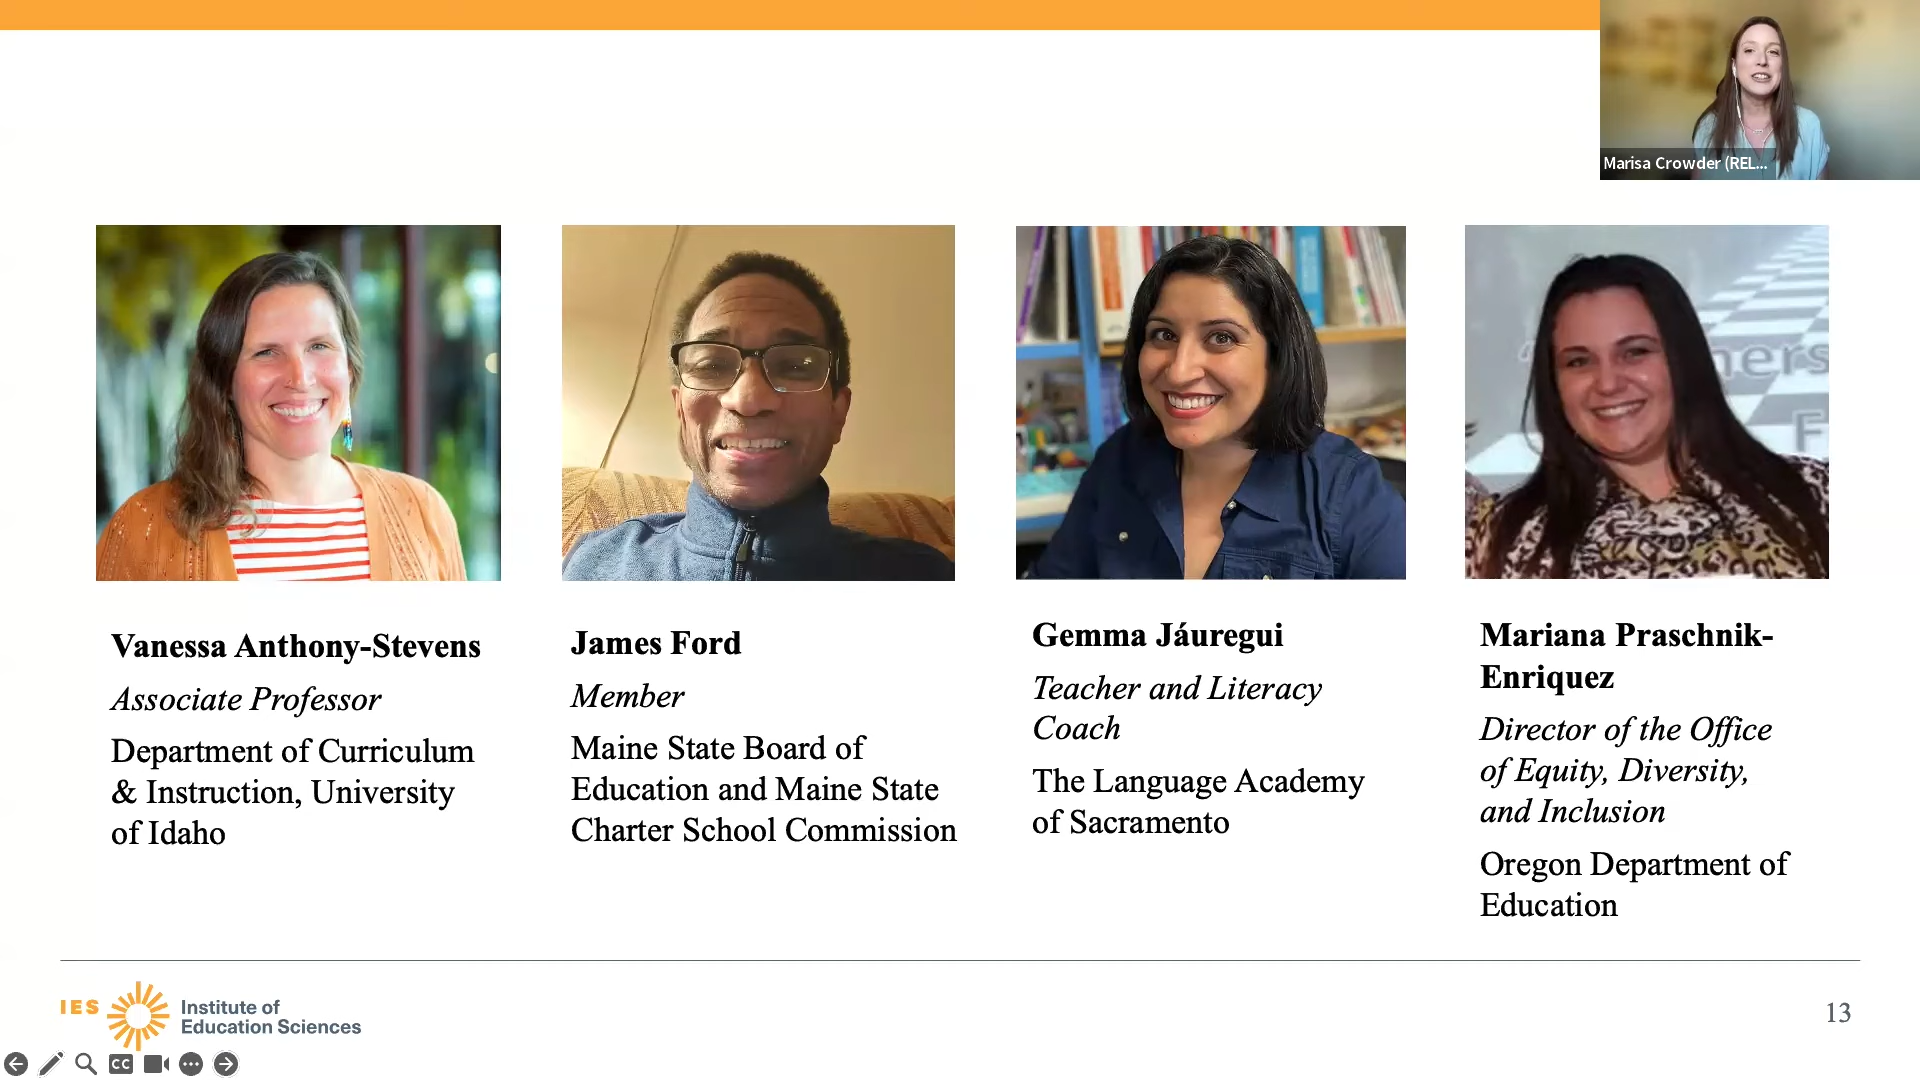 Marisa Crowder (REL...
Vanessa Anthony-Stevens
Associate Professor
Department of Curriculum
& Instruction, University
of Idaho
James Ford
Member
Maine State Board of
Education and Maine State
Charter School Commission
Gemma Jáuregui
Teacher and Literacy
Coach
The Language Academy
of Sacramento
Mariana Praschnik-
Enriquez
Director of the Office
of Equity, Diversity,
and Inclusion
Oregon Department of
Education
IES
Institute of
Education Sciences
13
CC